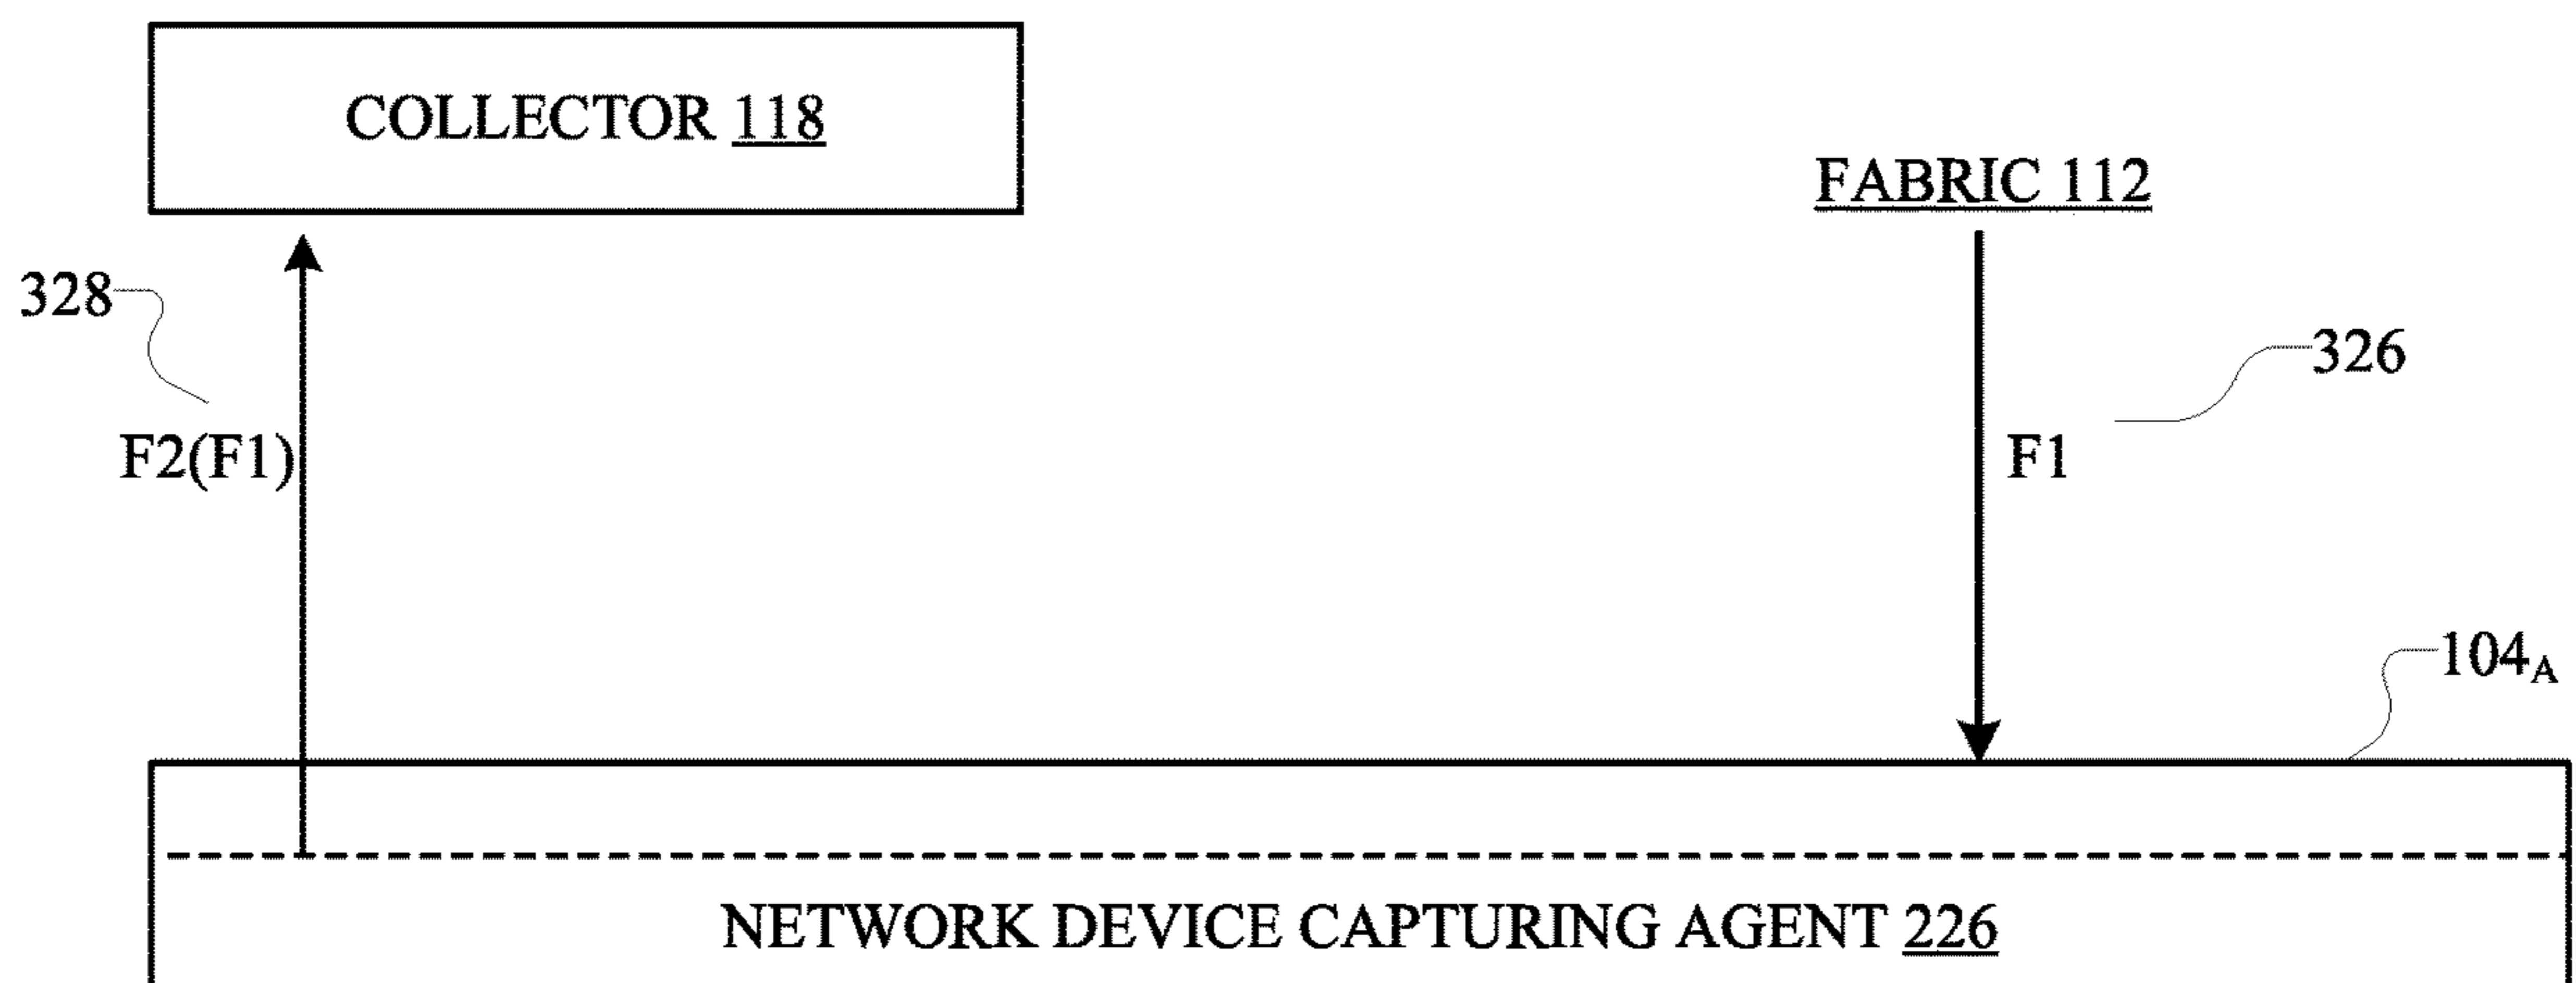 COLLECTOR 118
FABRIC 112
328
326
F2(F1)
F1
104A
NETWORK DEVICE CAPTURING AGENT 226